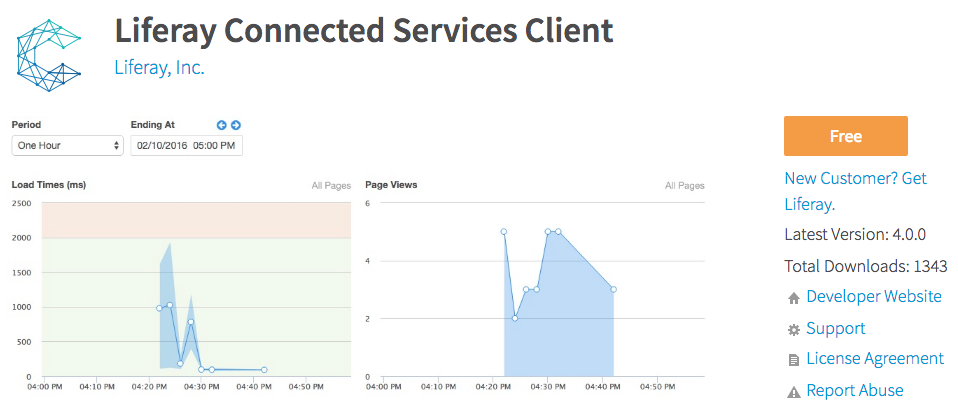 Liferay Connected Services Client
Liferay, Inc.
Period
Ending At
One Hour
02/10/2016 05:00 PM
Load Times (ms)
All Pages
2500
2000
1500
1000
500
0
04:00 PM 04:10 PM 04:20 PM 04:30 PM 04:40 PM 04:50 PM
Page Views
All Pages
6
4
2
0
04:00 PM 04:10 PM 04:20 PM 04:30 PM 04:40 PM 04:50 PM
Free
New Customer? Get
Liferay.
Latest Version: 4.0.0
Total Downloads: 1343
Developer Website
Support
License Agreement
Report Abuse